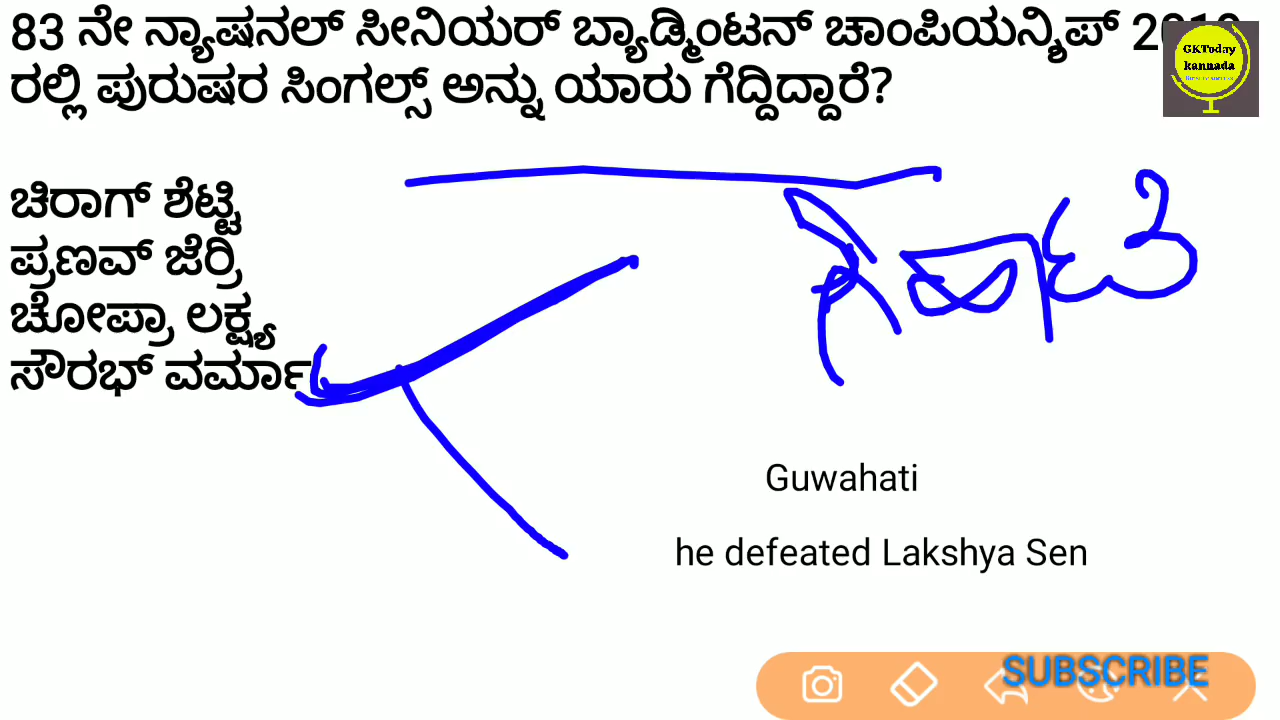 83 ನೇ ನ್ಯಾಷನಲ್ ಸೀನಿಯರ್ ಬ್ಯಾಡ್ಮಿಂಟನ್ ಚಾಂಪಿಯನ್ಶಿಪ್
GKToday
kannada
ರಲ್ಲಿ ಪುರುಷರ ಸಿಂಗಲ್ಸ್ ಅನ್ನು ಯಾರು ಗೆದ್ದಿದ್ದಾರೆ?
ಚಿರಾಗ್ ಶೆಟ್ಟಿ
ಪ್ರಣವ್ ಜೆರ್ರಿ
ಚೋಪ್ರಾ ಲಕ್ಷ್ಯ
ಸೌರಭ್ ವರ್ಮಾ
Guwahati
he defeated Lakshya Sen
SUBSCRIBE